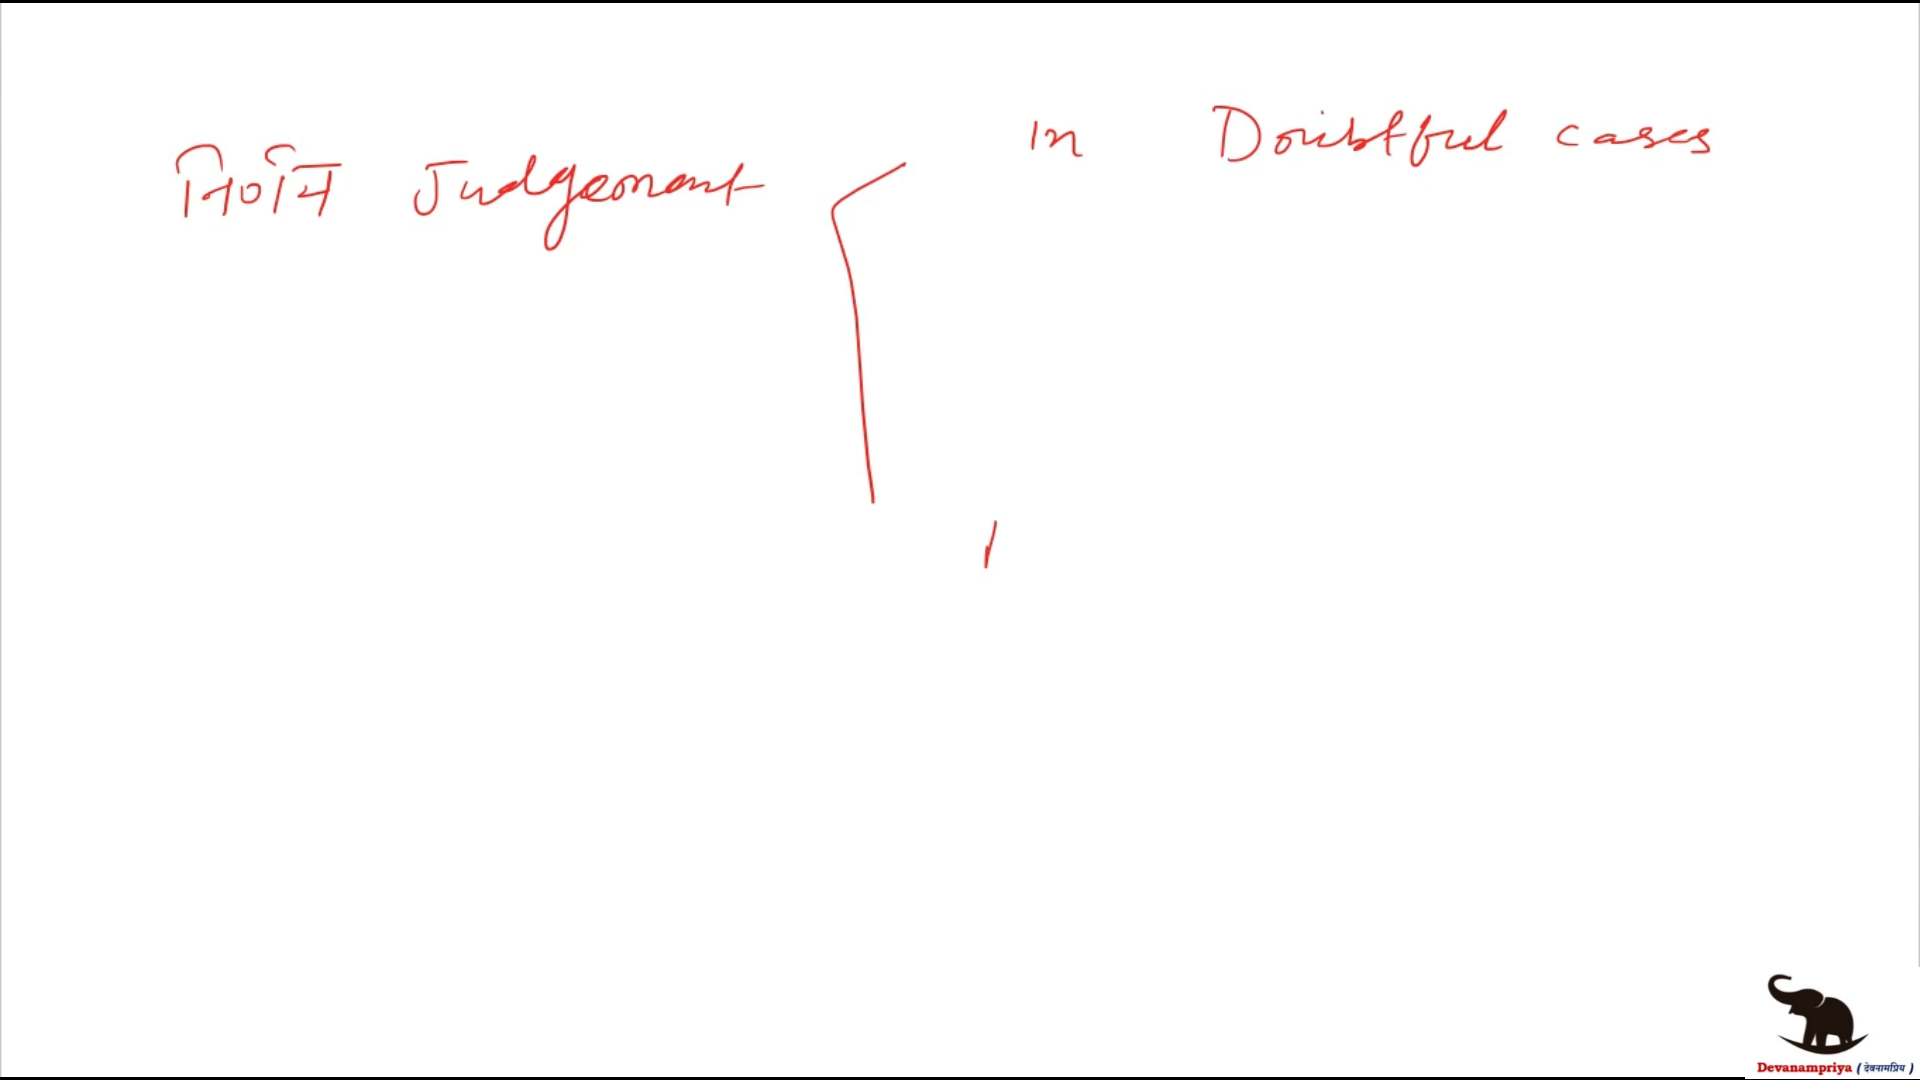 निर्णय Judgement
in Doubtful cases
Devanampriya ( देवनामप्रिय )